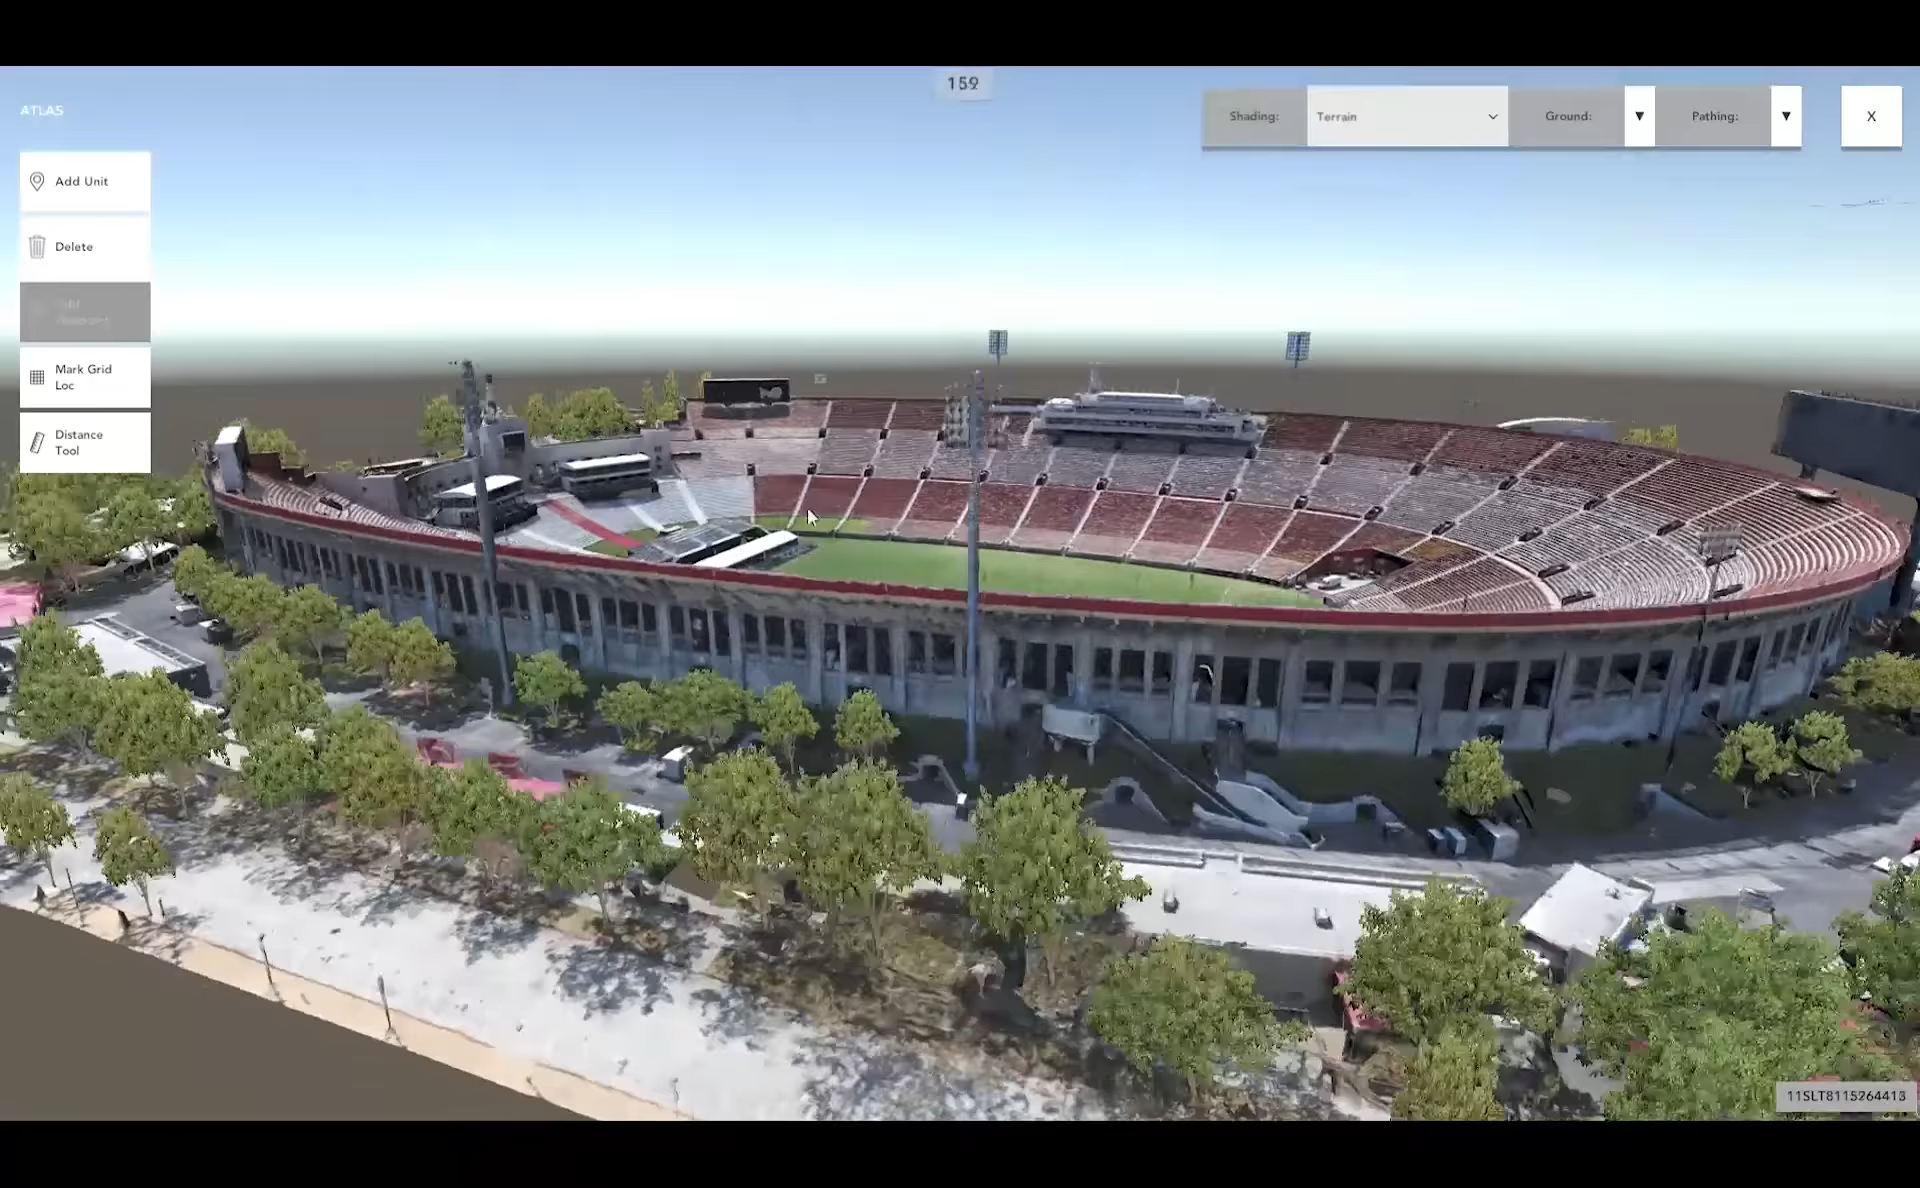 159
ATLAS
Shading:
Terrain
Ground:
Pathing:
X
Add Unit
Delete
Mark Grid
Loc
Distance
Tool
11SLT8115264413